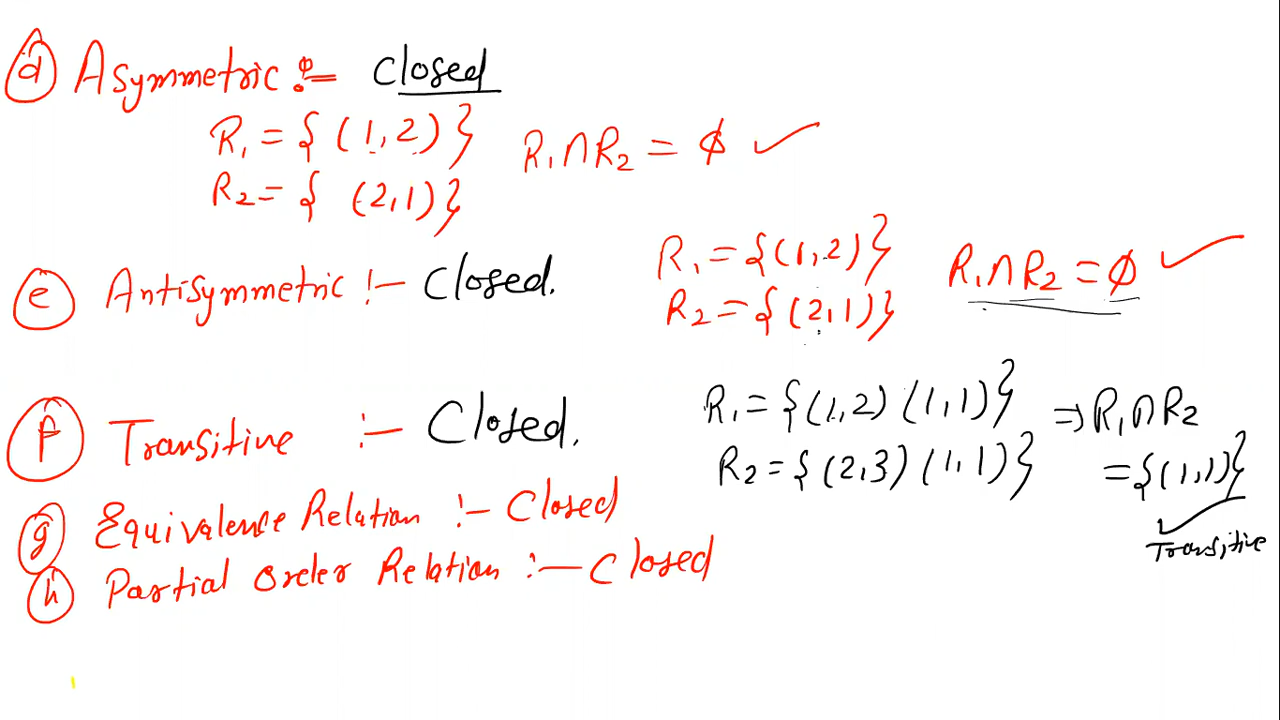 (d) Asymmetric :- Closed
R₁ = { (1,2) }
R₁ ∩ R₂ = ϕ ✓
R₂ = { (2,1) }
(e) Antisymmetric :- Closed.
R₁ = {(1,2)}
R₂ = {(2,1)}
R₁ ∩ R₂ = ϕ ✓
(f) Transitive :- Closed.
R₁ = {(1,2) (1,1)} ⇒ R₁ ∩ R₂
R₂ = {(2,3) (1,1)} = {(1,1)}
✓ Transitive
(g) Equivalence Relation :- Closed
(h) Partial Order Relation :- Closed